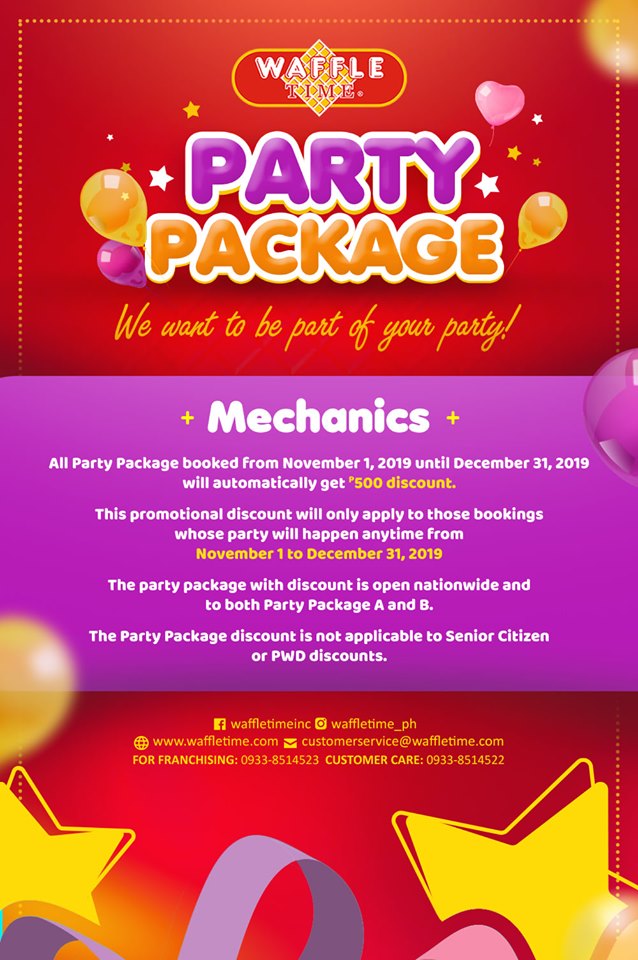 WAFFLE
TIME®
PARTY
PACKAGE
We want to be part of your party!
+ Mechanics +
All Party Package booked from November 1, 2019 until December 31, 2019
will automatically get ₱500 discount.
This promotional discount will only apply to those bookings
whose party will happen anytime from
November 1 to December 31, 2019
The party package with discount is open nationwide and
to both Party Package A and B.
The Party Package discount is not applicable to Senior Citizen
or PWD discounts.
waffletimeinc waffletime_ph
www.waffletime.com customerservice@waffletime.com
FOR FRANCHISING: 0933-8514523 CUSTOMER CARE: 0933-8514522